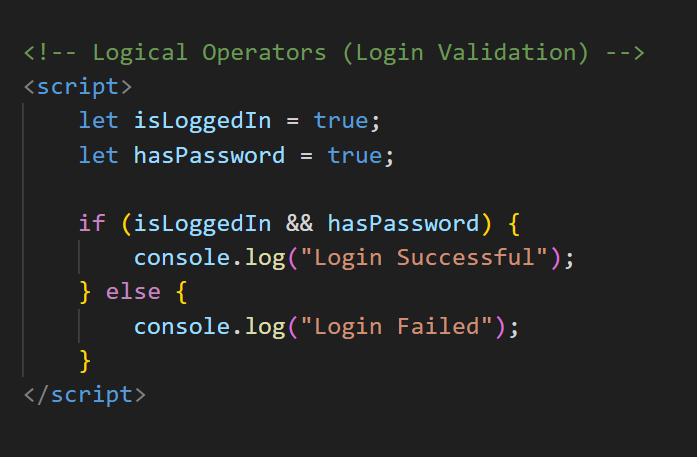 <!-- Logical Operators (Login Validation) -->
<script>
    let isLoggedIn = true;
    let hasPassword = true;

    if (isLoggedIn && hasPassword) {
        console.log("Login Successful");
    } else {
        console.log("Login Failed");
    }
</script>